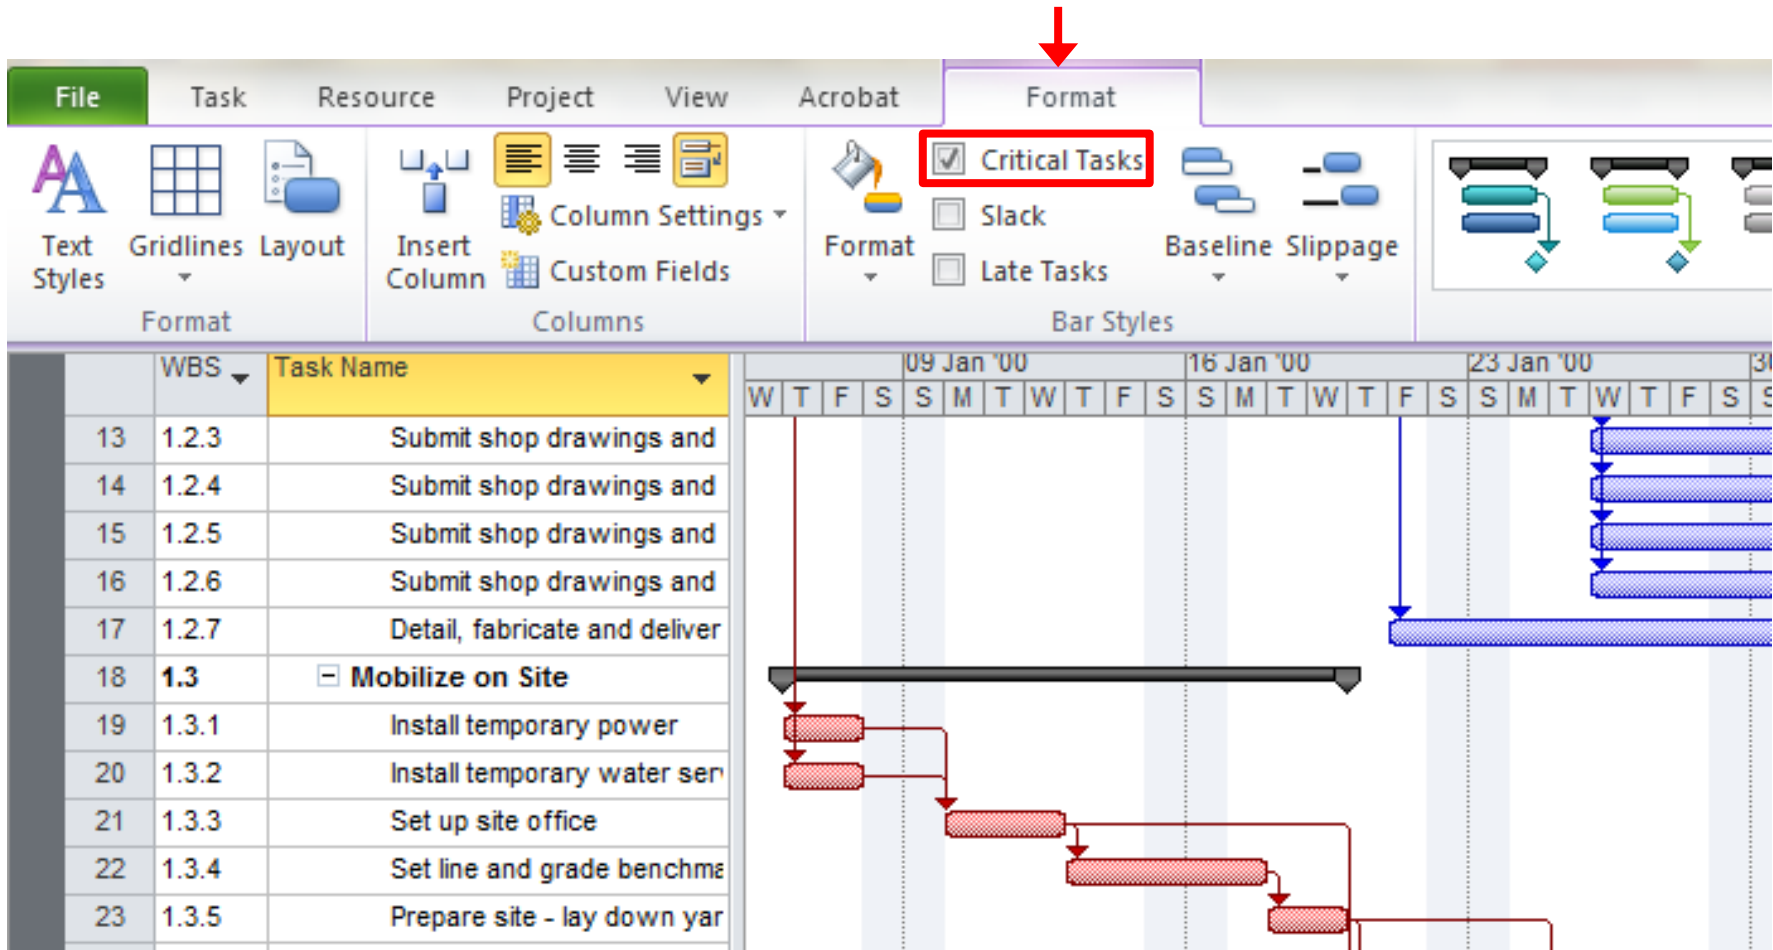 File Task Resource Project View Acrobat Format
Text Styles
Gridlines
Layout
Format
Insert Column
Column Settings
Custom Fields
Columns
Format
Critical Tasks
Slack
Late Tasks
Baseline
Slippage
Bar Styles
WBS Task Name 09 Jan '00 16 Jan '00 23 Jan '00
W T F S S M T W T F S S M T W T F S S M T W T F S S
13 1.2.3 Submit shop drawings and
14 1.2.4 Submit shop drawings and
15 1.2.5 Submit shop drawings and
16 1.2.6 Submit shop drawings and
17 1.2.7 Detail, fabricate and deliver
18 1.3 Mobilize on Site
19 1.3.1 Install temporary power
20 1.3.2 Install temporary water
21 1.3.3 Set up site office
22 1.3.4 Set line and grade
23 1.3.5 Prepare site - lay down